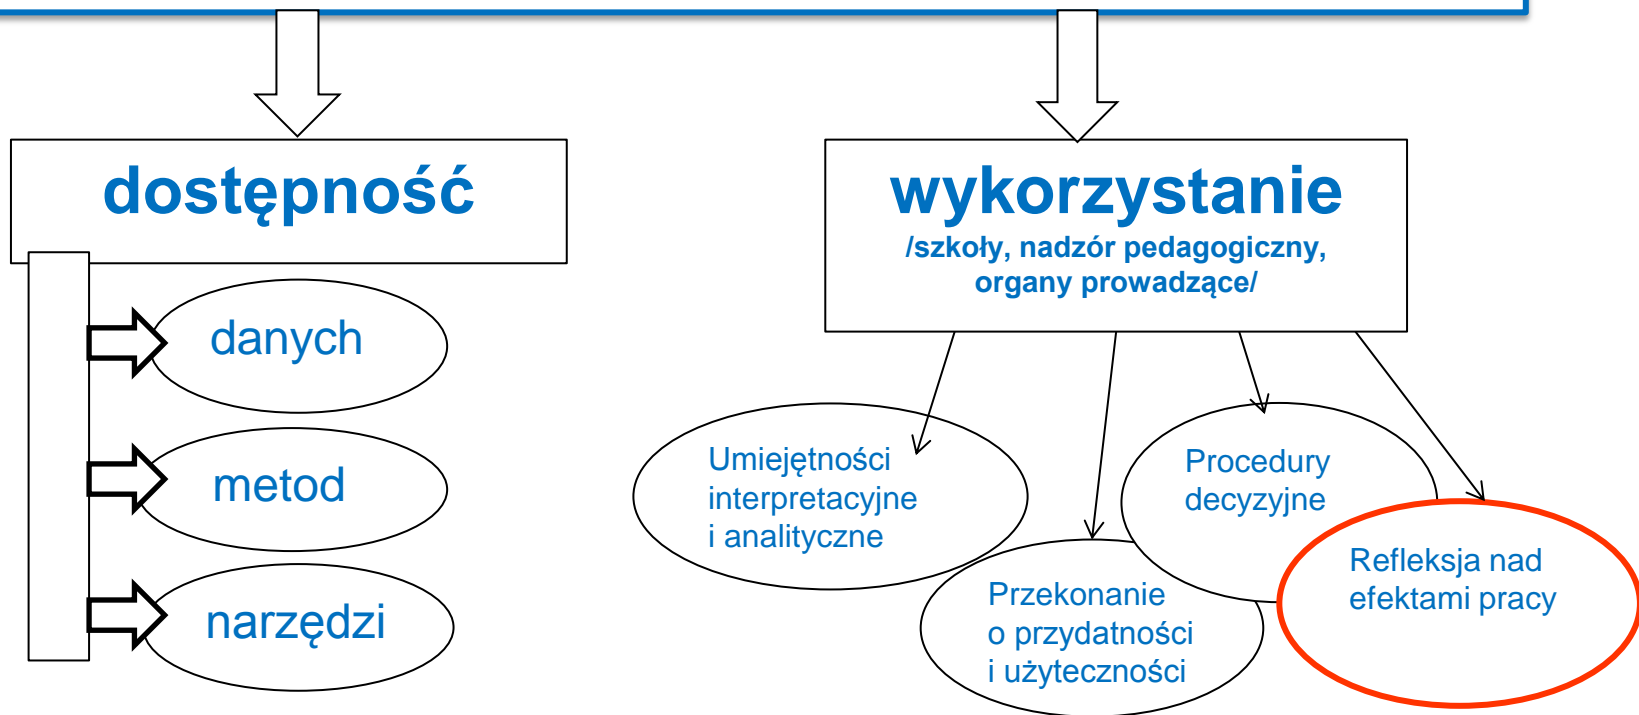 dostępność
danych
metod
narzędzi
wykorzystanie
/szkoły, nadzór pedagogiczny,
organy prowadzące/
Umiejętności
interpretacyjne
i analityczne
Przekonanie
o przydatności
i użyteczności
Procedury
decyzyjne
Refleksja nad
efektami pracy